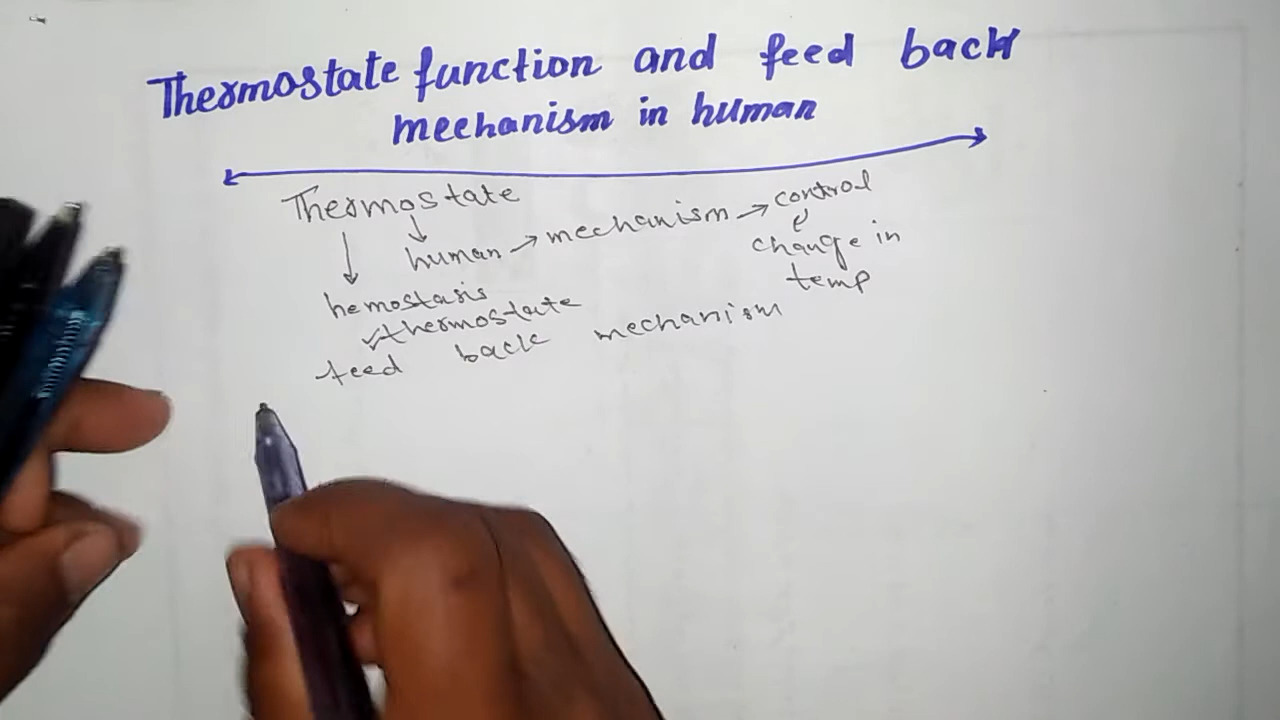 Thermostate function and feed back
mechanism in human
Thermostate
human → mechanism → control
change in
temp
hemostasis
✓thermostate
feed back mechanism